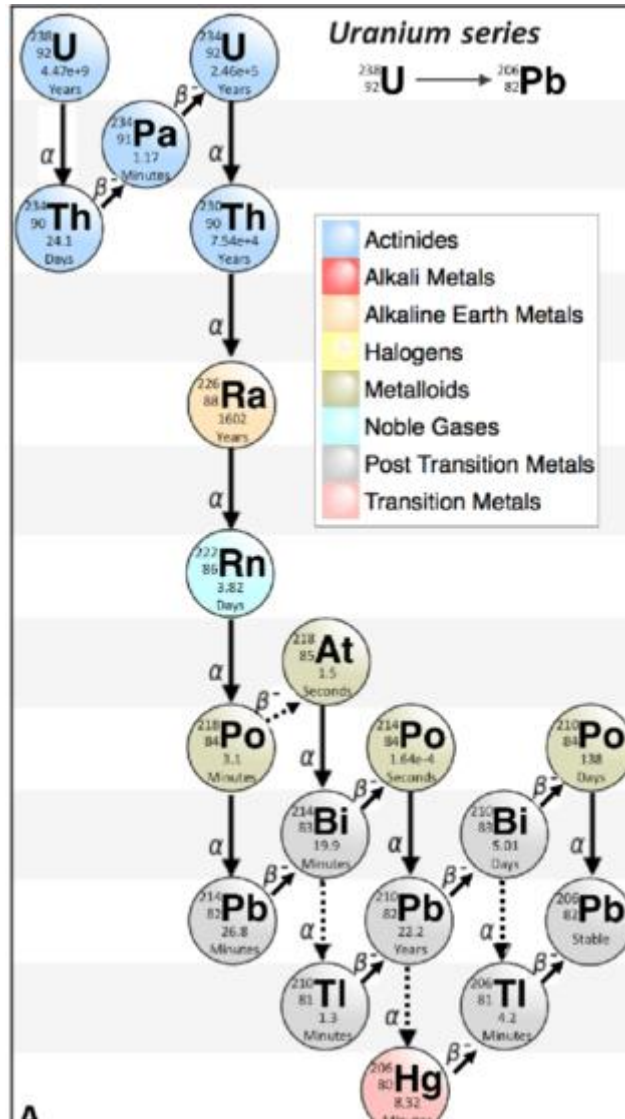 Uranium series
238 92 U → 206 82 Pb
238 92 U
4.47e+9
Years
234 92 U
2.46e+5
Years
β⁻
234 91 Pa
1.17
Minutes
α
β⁻
α
234 90 Th
24.1
Days
230 90 Th
7.54e+4
Years
Actinides
Alkali Metals
Alkaline Earth Metals
Halogens
Metalloids
Noble Gases
Post Transition Metals
Transition Metals
α
226 88 Ra
1602
Years
α
222 86 Rn
3.82
Days
α
218 85 At
1.5
Seconds
β⁻
218 84 Po
3.1
Minutes
α
214 84 Po
1.64e-4
Seconds
210 84 Po
138
Days
β⁻
β⁻
α
214 83 Bi
19.9
Minutes
α
210 83 Bi
5.01
Days
α
β⁻
β⁻
214 82 Pb
26.8
Minutes
α
210 82 Pb
22.2
Years
α
206 82 Pb
Stable
β⁻
β⁻
210 81 Tl
1.3
Minutes
α
206 81 Tl
4.2
Minutes
β⁻
206 80 Hg
8.32
Minutes
A